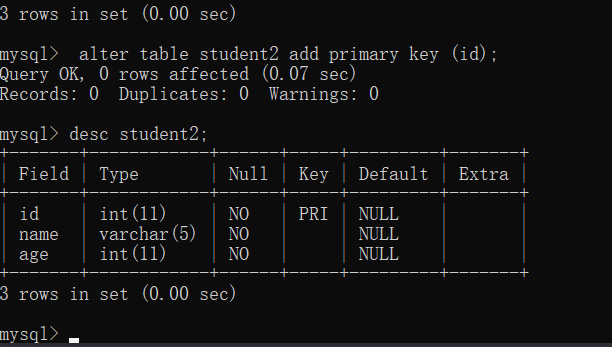 3 rows in set (0.00 sec)
mysql>  alter table student2 add primary key (id);
Query OK, 0 rows affected (0.07 sec)
Records: 0  Duplicates: 0  Warnings: 0
mysql> desc student2;
+-------+------------+------+-----+---------+-------+
| Field | Type       | Null | Key | Default | Extra |
+-------+------------+------+-----+---------+-------+
| id    | int(11)    | NO   | PRI | NULL    |       |
| name  | varchar(5) | NO   |     | NULL    |       |
| age   | int(11)    | NO   |     | NULL    |       |
+-------+------------+------+-----+---------+-------+
3 rows in set (0.00 sec)
mysql>